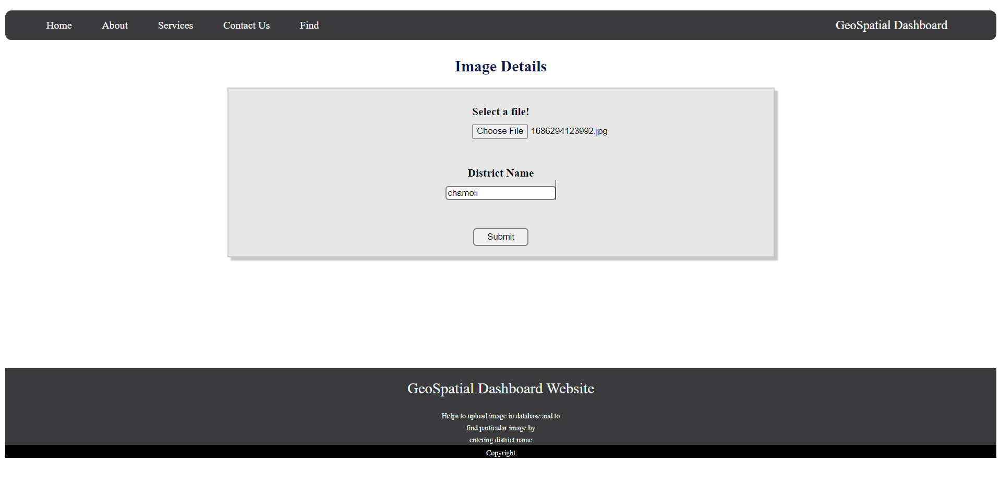 Home About Services Contact Us Find GeoSpatial Dashboard
Image Details
Select a file!
Choose File 1686294123992.jpg
District Name
chamoli
Submit
GeoSpatial Dashboard Website
Helps to upload image in database and to
find particular image by
entering district name
Copyright